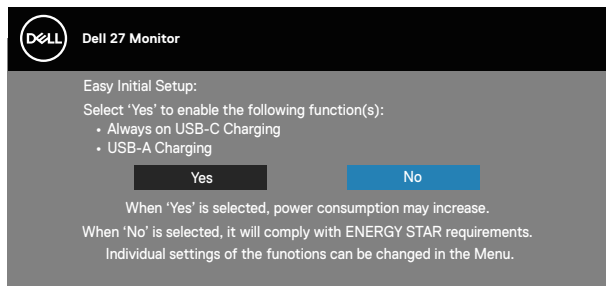 DELL
Dell 27 Monitor
Easy Initial Setup:
Select ‘Yes’ to enable the following function(s):
• Always on USB-C Charging
• USB-A Charging
Yes
No
When ‘Yes’ is selected, power consumption may increase.
When ‘No’ is selected, it will comply with ENERGY STAR requirements.
Individual settings of the funotions can be changed in the Menu.